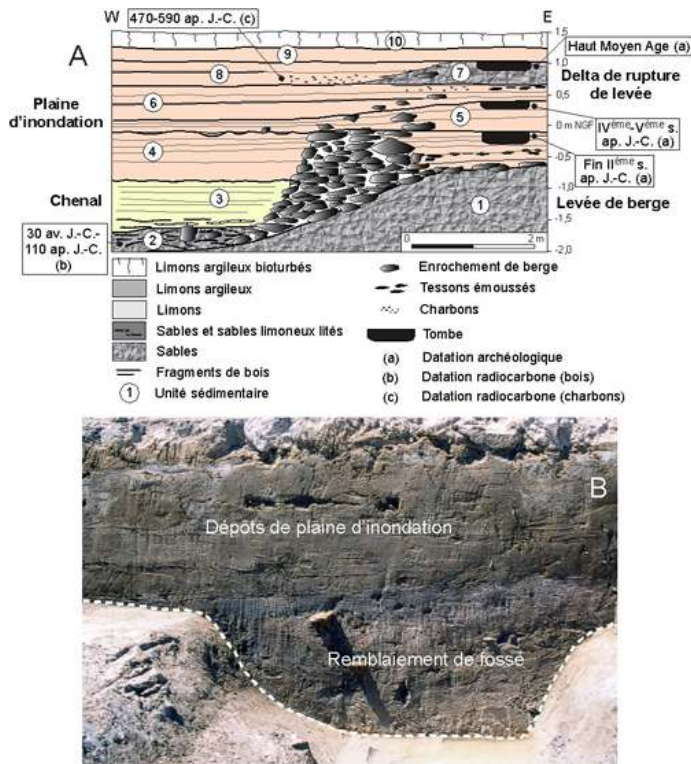 W
E
470-590 ap. J.-C. (c)
A
10
9
8
7
6
5
4
3
2
1
1,5
1,0
0,5
0 m NGF
-0,5
-1,0
-1,5
-2,0
Haut Moyen Age (a)
Delta de rupture
de levée
Plaine
d'inondation
IVème-Vème s.
ap. J.-C. (a)
Fin IIème s.
ap. J.-C. (a)
Chenal
Levée de berge
30 av. J.-C.-
110 ap. J.-C.
(b)
0 2 m
Limons argileux bioturbés
Limons argileux
Limons
Sables et sables limoneux lités
Sables
Fragments de bois
1 Unité sédimentaire
Enrochement de berge
Tessons émoussés
Charbons
Tombe
(a) Datation archéologique
(b) Datation radiocarbone (bois)
(c) Datation radiocarbone (charbons)
B
Dépôts de plaine d'inondation
Remblaiement de fossé